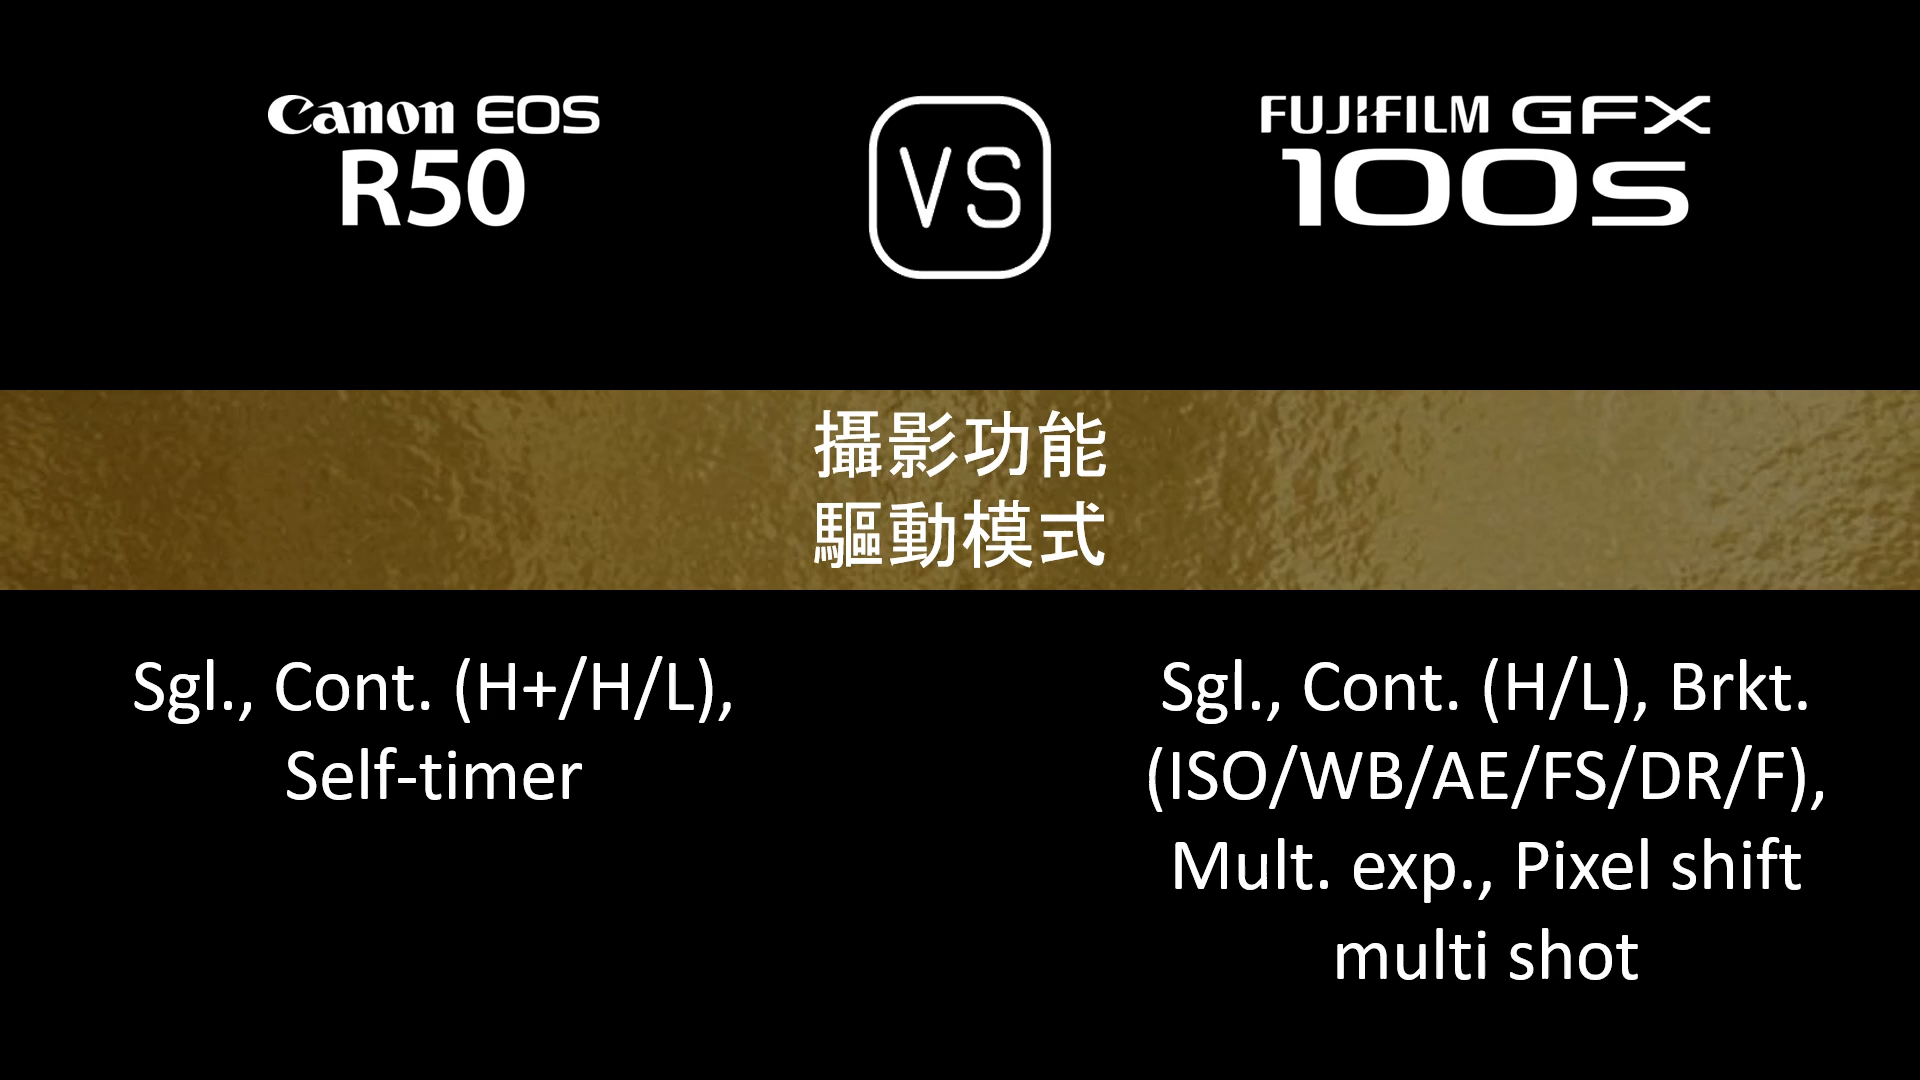 Canon EOS
R50
VS
FUJIFILM GFX
100S
攝影功能
驅動模式
Sgl., Cont. (H+/H/L),
Self-timer
Sgl., Cont. (H/L), Brkt.
(ISO/WB/AE/FS/DR/F),
Mult. exp., Pixel shift
multi shot